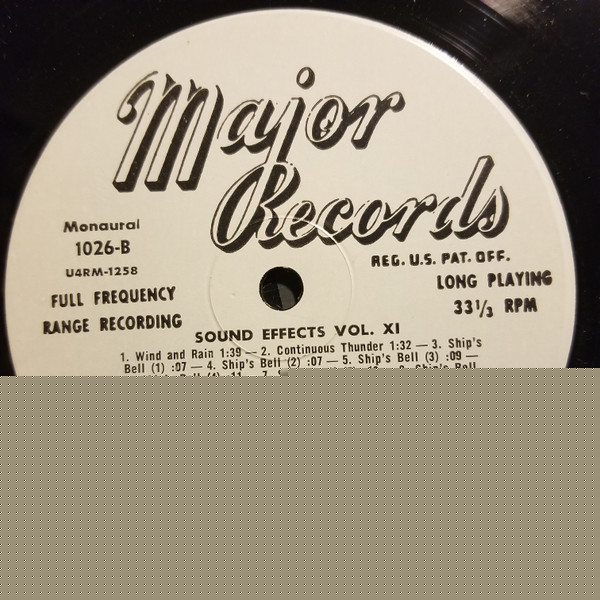 Major
Records
REG. U.S. PAT. OFF.
Monaural
1026-B
U4RM-1258
FULL FREQUENCY
RANGE RECORDING
LONG PLAYING
33 1/3 RPM
SOUND EFFECTS VOL. XI
1. Wind and Rain 1:39 — 2. Continuous Thunder 1:32 — 3. Ship's
Bell (1) :07 — 4. Ship's Bell (2) :07 — 5. Ship's Bell (3) :09 —